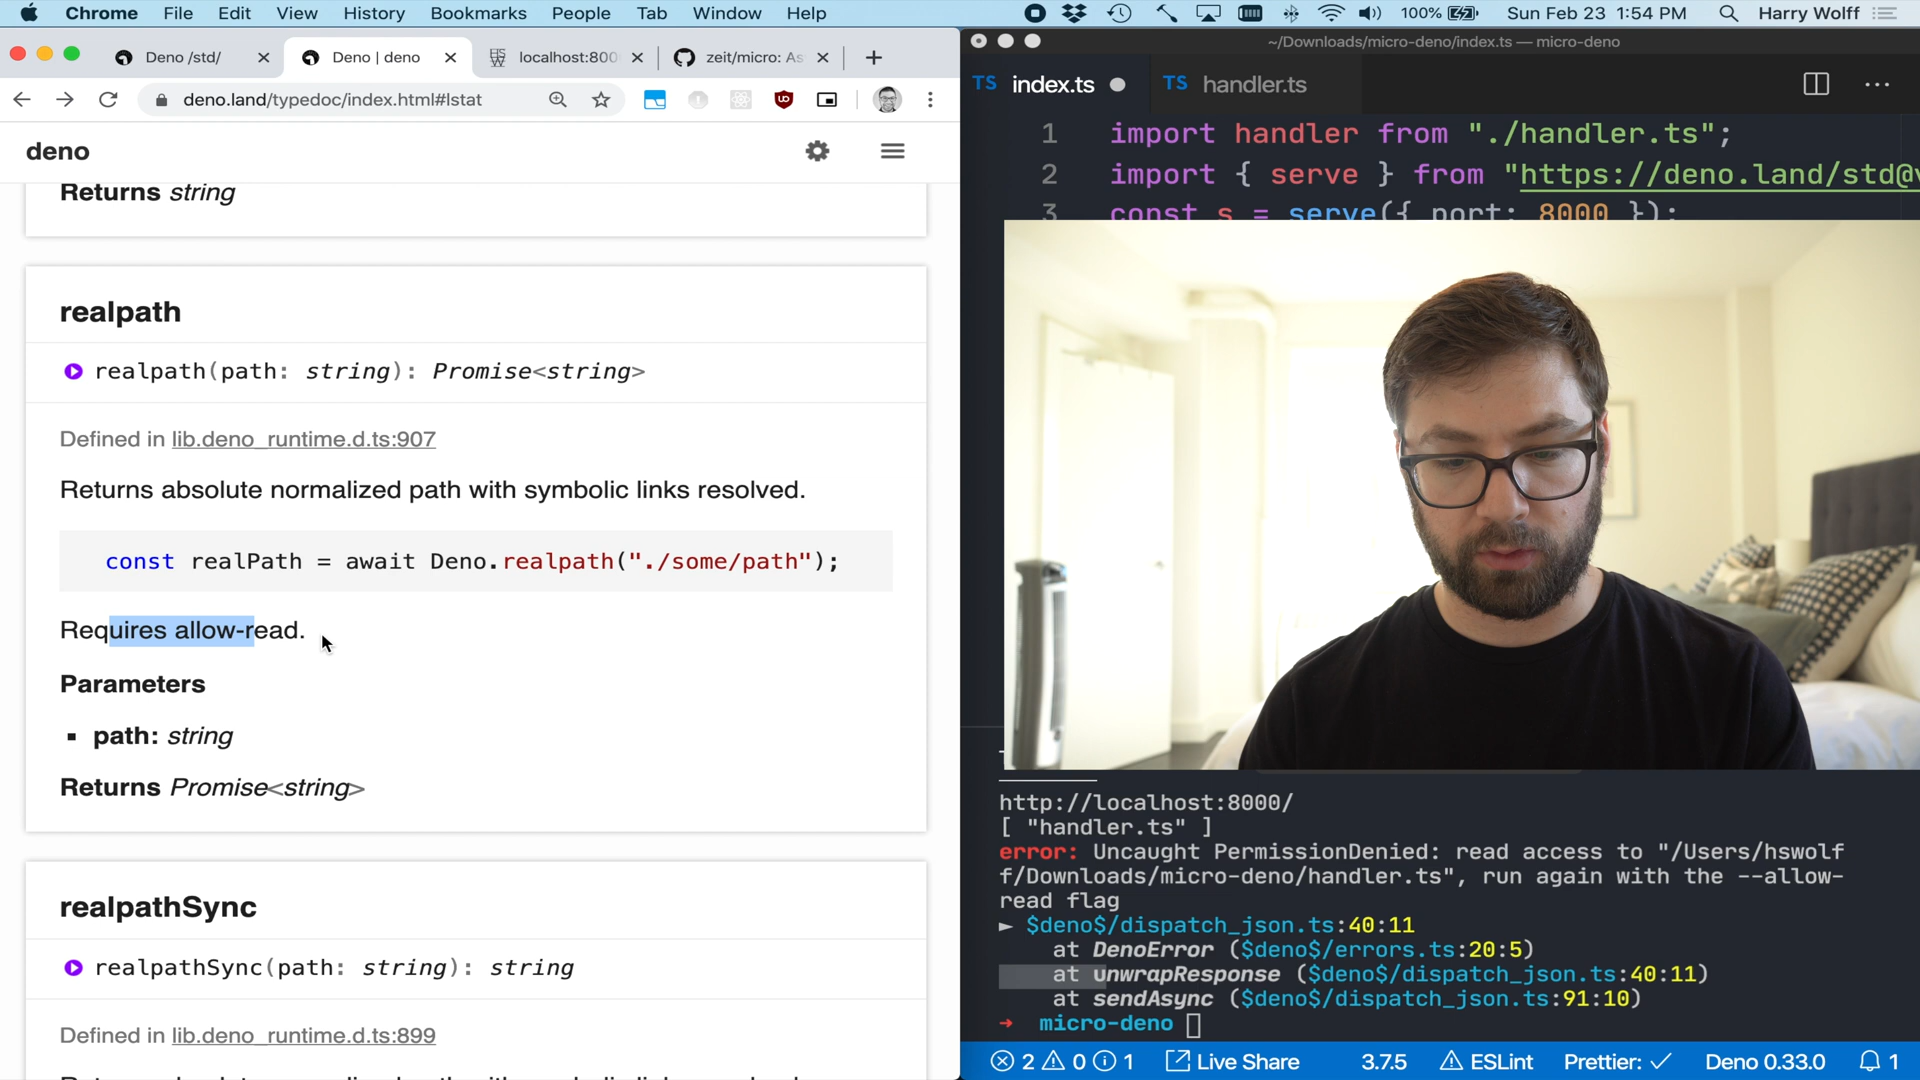 Chrome File Edit View History Bookmarks People Tab Window Help 100% Sun Feb 23 1:54 PM Harry Wolff
Deno /std/ Deno | deno localhost:800 zeit/micro: As
deno.land/typedoc/index.html#lstat
deno
Returns string
realpath
realpath(path: string): Promise<string>
Defined in lib.deno_runtime.d.ts:907
Returns absolute normalized path with symbolic links resolved.
const realPath = await Deno.realpath("./some/path");
Requires allow-read.
Parameters
path: string
Returns Promise<string>
realpathSync
realpathSync(path: string): string
Defined in lib.deno_runtime.d.ts:899
~/Downloads/micro-deno/index.ts — micro-deno
TS index.ts TS handler.ts
1 import handler from "./handler.ts";
2 import { serve } from "https://deno.land/std@v
3 const s = serve({ port: 8000 });
http://localhost:8000/
[ "handler.ts" ]
error: Uncaught PermissionDenied: read access to "/Users/hswolf
f/Downloads/micro-deno/handler.ts", run again with the --allow-
read flag
► $deno$/dispatch_json.ts:40:11
at DenoError ($deno$/errors.ts:20:5)
at unwrapResponse ($deno$/dispatch_json.ts:40:11)
at sendAsync ($deno$/dispatch_json.ts:91:10)
→ micro-deno
2 0 1 Live Share 3.7.5 ESLint Prettier: ✓ Deno 0.33.0 1